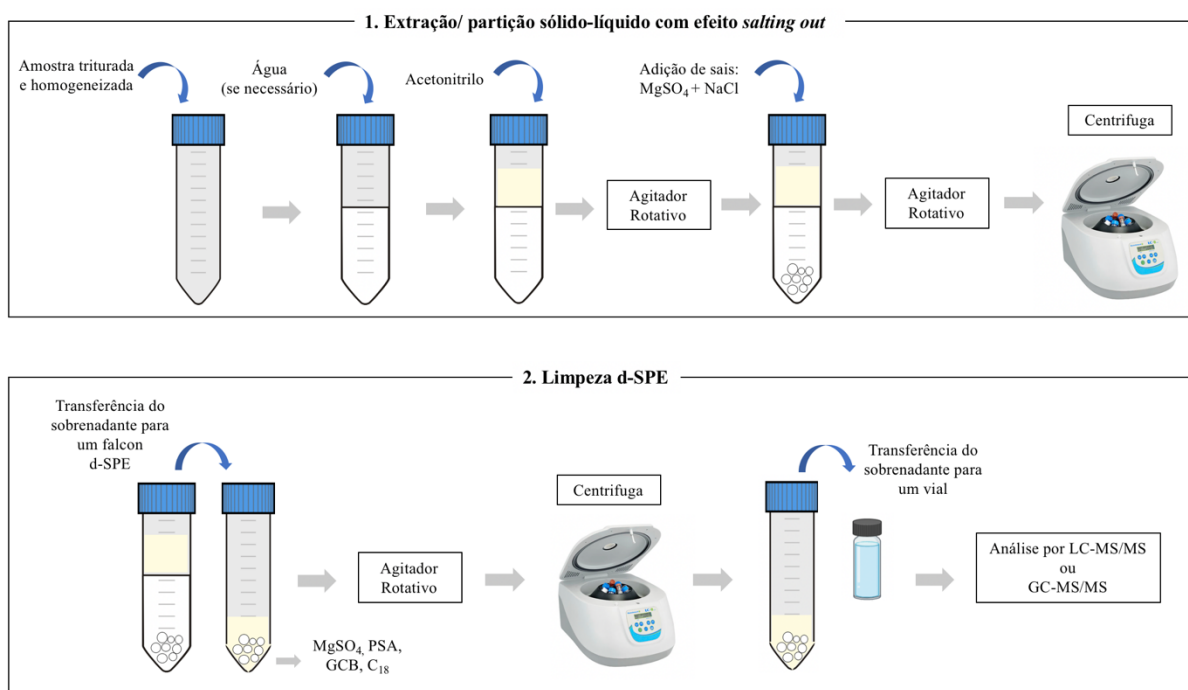 1. Extração/ partição sólido-líquido com efeito salting out
Amostra triturada
e homogeneizada
Água
(se necessário)
Acetonitrilo
Adição de sais:
MgSO₄ + NaCl
Agitador
Rotativo
Agitador
Rotativo
Centrifuga
2. Limpeza d-SPE
Transferência do
sobrenadante para
um falcon
d-SPE
MgSO₄, PSA,
GCB, C₁₈
Agitador
Rotativo
Centrifuga
Transferência do
sobrenadante para
um vial
Análise por LC-MS/MS
ou
GC-MS/MS